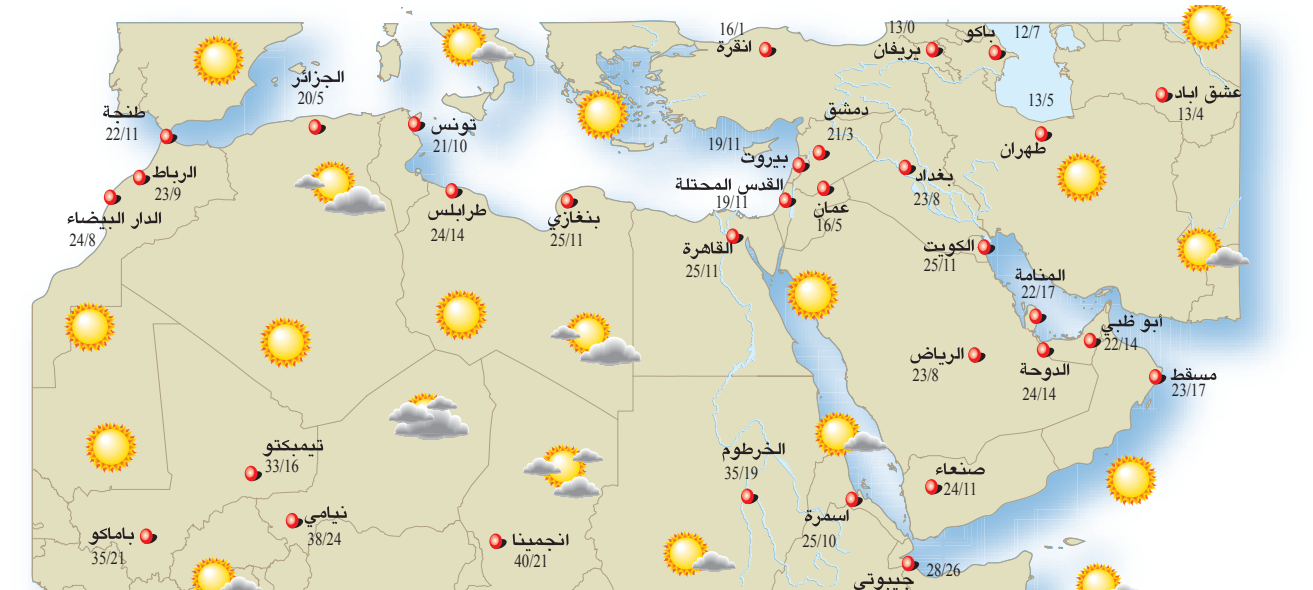 16/1
انقرة
13/0
يريفان
باكو
12/7
13/5
طهران
عشق اباد
13/4
الجزائر
20/5
طنجة
22/11
تونس
21/10
دمشق
21/3
19/11
بيروت
القدس المحتلة
19/11
عمان
16/5
بغداد
23/8
الرباط
23/9
الدار البيضاء
24/8
طرابلس
24/14
بنغازي
25/11
القاهرة
25/11
الكويت
25/11
المنامة
22/17
أبو ظبي
22/14
الرياض
23/8
الدوحة
24/14
مسقط
23/17
تيمبكتو
33/16
الخرطوم
35/19
صنعاء
24/11
اسمرة
25/10
نيامي
38/24
باماكو
35/21
انجمينا
40/21
جيبوتي
28/26